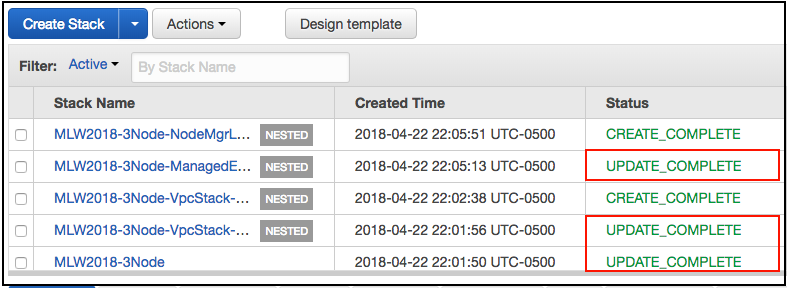 Create Stack Actions Design template
Filter: Active By Stack Name
Stack Name Created Time Status
MLW2018-3Node-NodeMgrL... NESTED 2018-04-22 22:05:51 UTC-0500 CREATE_COMPLETE
MLW2018-3Node-ManagedE... NESTED 2018-04-22 22:05:13 UTC-0500 UPDATE_COMPLETE
MLW2018-3Node-VpcStack-... NESTED 2018-04-22 22:02:38 UTC-0500 CREATE_COMPLETE
MLW2018-3Node-VpcStack-... NESTED 2018-04-22 22:01:56 UTC-0500 UPDATE_COMPLETE
MLW2018-3Node 2018-04-22 22:01:50 UTC-0500 UPDATE_COMPLETE